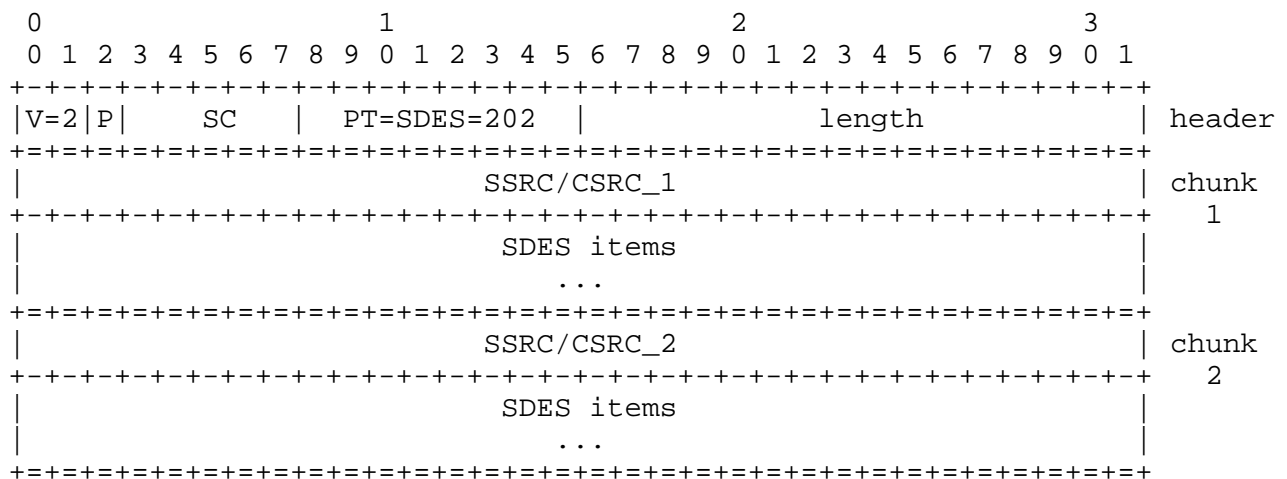 0                   1                   2                   3
 0 1 2 3 4 5 6 7 8 9 0 1 2 3 4 5 6 7 8 9 0 1 2 3 4 5 6 7 8 9 0 1
+-+-+-+-+-+-+-+-+-+-+-+-+-+-+-+-+-+-+-+-+-+-+-+-+-+-+-+-+-+-+-+-+
|V=2|P|    SC   |  PT=SDES=202  |             length            | header
+=+=+=+=+=+=+=+=+=+=+=+=+=+=+=+=+=+=+=+=+=+=+=+=+=+=+=+=+=+=+=+=+
|                          SSRC/CSRC_1                          | chunk
+-+-+-+-+-+-+-+-+-+-+-+-+-+-+-+-+-+-+-+-+-+-+-+-+-+-+-+-+-+-+-+-+   1
|                           SDES items                          |
|                              ...                              |
+=+=+=+=+=+=+=+=+=+=+=+=+=+=+=+=+=+=+=+=+=+=+=+=+=+=+=+=+=+=+=+=+
|                          SSRC/CSRC_2                          | chunk
+-+-+-+-+-+-+-+-+-+-+-+-+-+-+-+-+-+-+-+-+-+-+-+-+-+-+-+-+-+-+-+-+   2
|                           SDES items                          |
|                              ...                              |
+=+=+=+=+=+=+=+=+=+=+=+=+=+=+=+=+=+=+=+=+=+=+=+=+=+=+=+=+=+=+=+=+